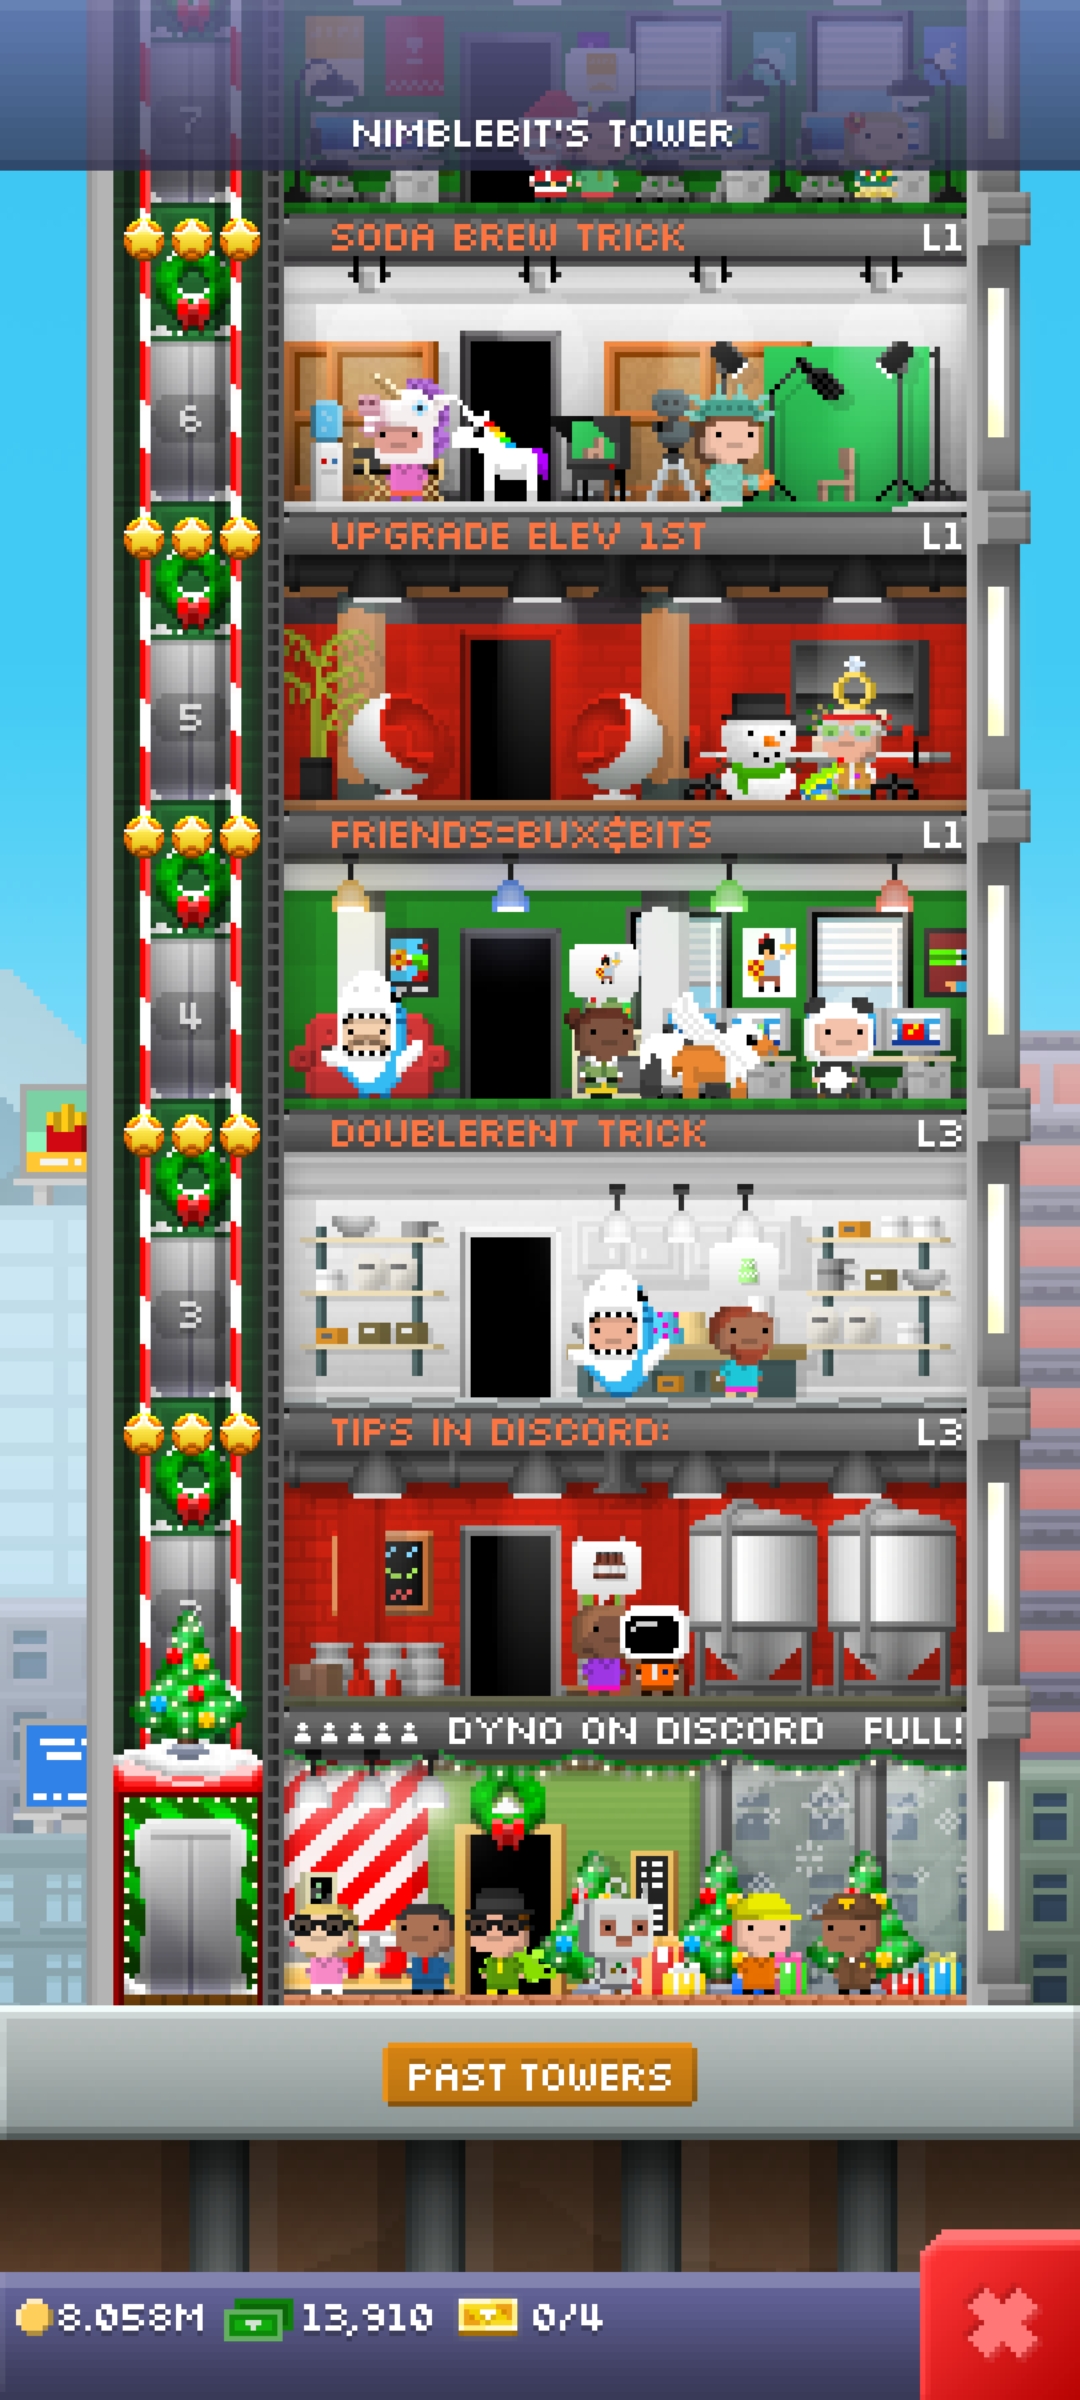 7
NIMBLEBIT'S TOWER
SODA BREW TRICK L1
6
UPGRADE ELEV 1ST L1
5
FRIENDS=BUX&BITS L1
4
DOUBLERENT TRICK L3
3
TIPS IN DISCORD: L3
2
DYNO ON DISCORD FULL!
PAST TOWERS
8.058M 13,910 0/4